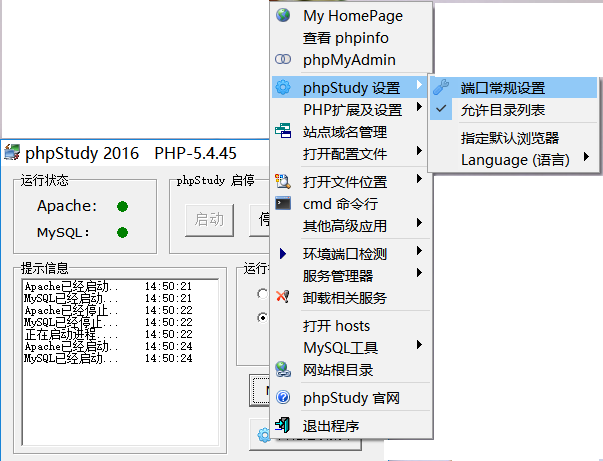 My HomePage
查看 phpinfo
phpMyAdmin
phpStudy 设置
PHP扩展及设置
站点域名管理
打开配置文件
打开文件位置
cmd 命令行
其他高级应用
环境端口检测
服务管理器
卸载相关服务
打开 hosts
MySQL工具
网站根目录
phpStudy 官网
退出程序
端口常规设置
允许目录列表
指定默认浏览器
Language (语言)
phpStudy 2016 PHP-5.4.45
运行状态
Apache:
MySQL:
phpStudy 启停
启动
提示信息
Apache已经启动.. 14:50:21
MySQL已经启动... 14:50:21
Apache已经停止.. 14:50:22
MySQL已经停止... 14:50:22
正在启动进程.... 14:50:22
Apache已经启动.. 14:50:24
MySQL已经启动... 14:50:24